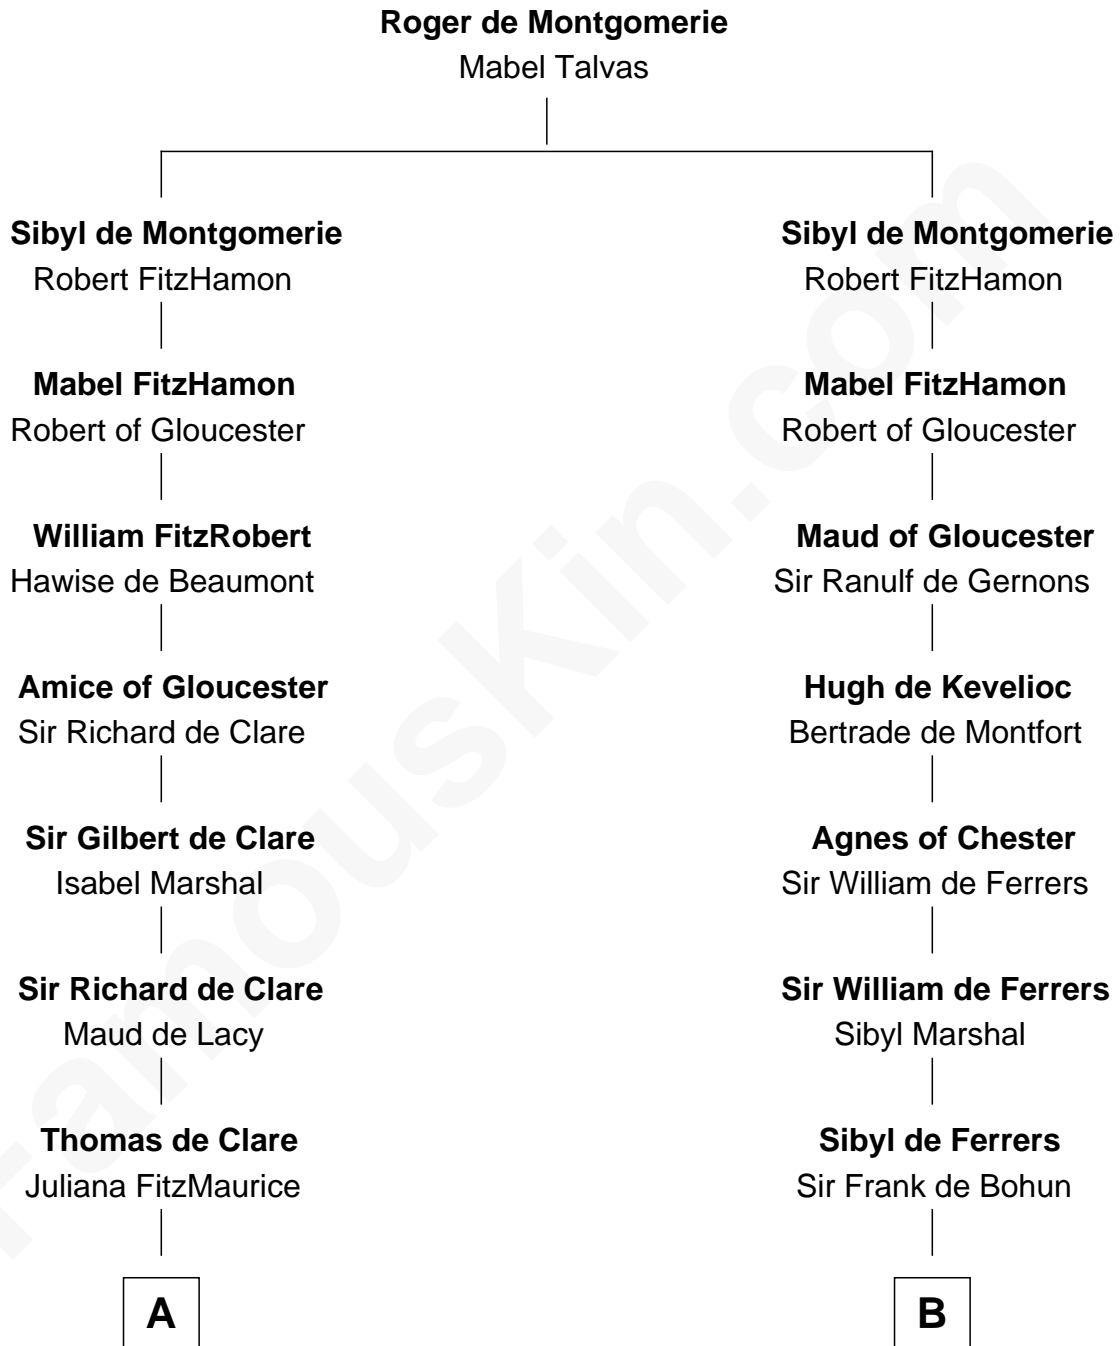 Roger de Montgomerie
Mabel Talvas
Sibyl de Montgomerie
Robert FitzHamon
Sibyl de Montgomerie
Robert FitzHamon
Mabel FitzHamon
Robert of Gloucester
Mabel FitzHamon
Robert of Gloucester
William FitzRobert
Hawise de Beaumont
Maud of Gloucester
Sir Ranulf de Gernons
Amice of Gloucester
Sir Richard de Clare
Hugh de Kevelioc
Bertrade de Montfort
Sir Gilbert de Clare
Isabel Marshal
Agnes of Chester
Sir William de Ferrers
Sir Richard de Clare
Maud de Lacy
Sir William de Ferrers
Sibyl Marshal
Thomas de Clare
Juliana FitzMaurice
Sibyl de Ferrers
Sir Frank de Bohun
A
B
FamousKin.com